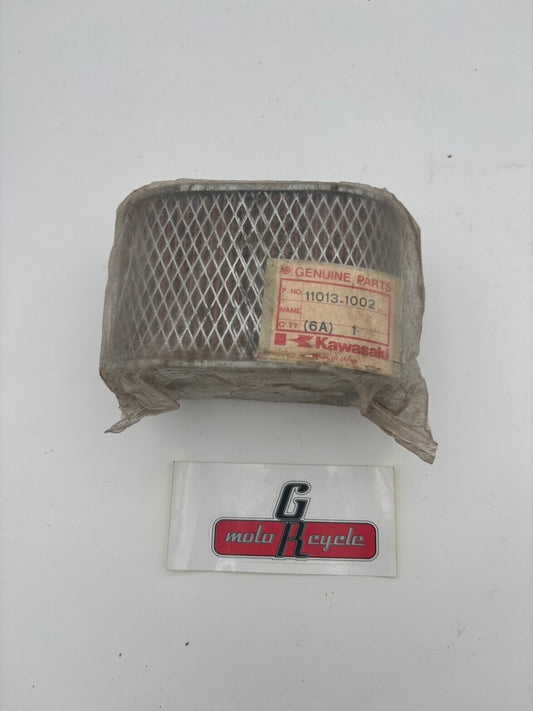 GENUINE PARTS
P. NO. 11013-1002
NAME
Q'TY (6A) 1
Kawasaki
MADE IN JAPAN
G
moto R cycle